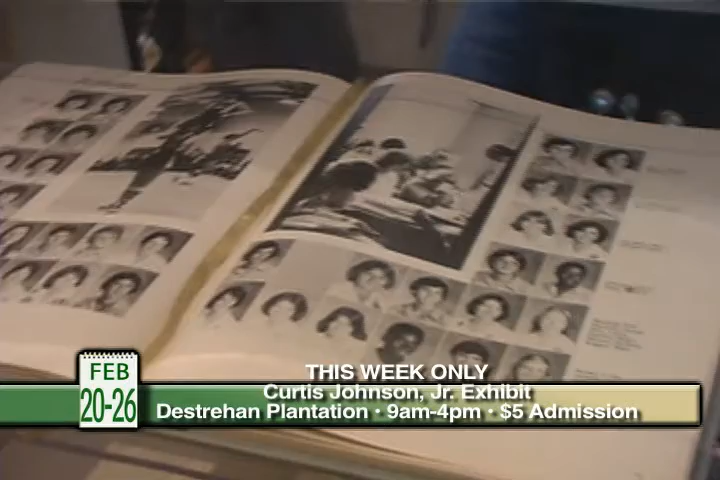 FEB
20-26
THIS WEEK ONLY
Curtis Johnson, Jr. Exhibit
Destrehan Plantation • 9am-4pm • $5 Admission